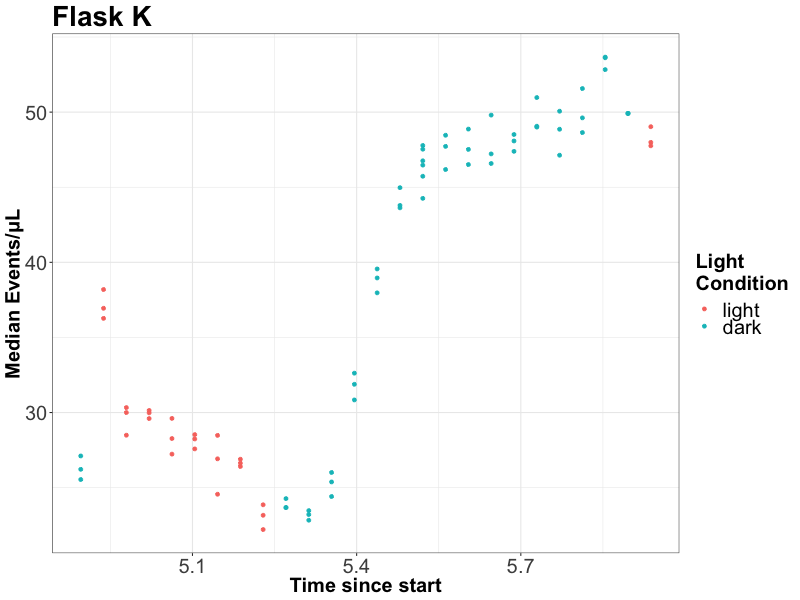 Flask K
Median Events/µL
50
40
30
5.1
5.4
5.7
Time since start
Light
Condition
light
dark